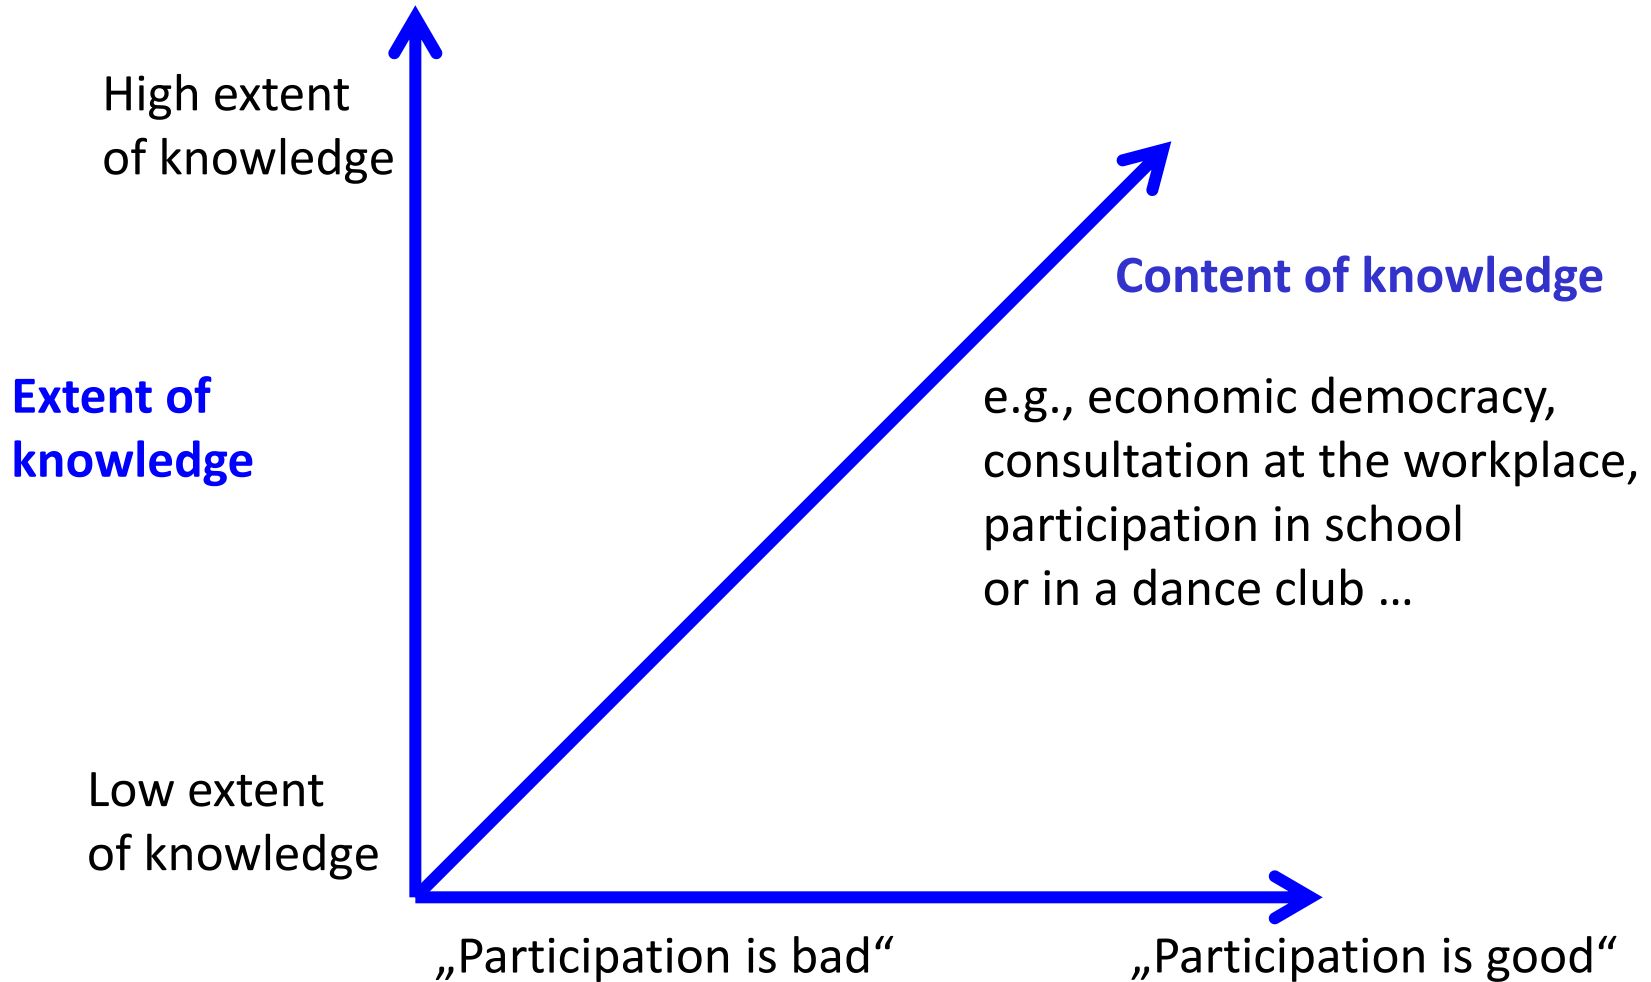 High extent
of knowledge
Content of knowledge
Extent of
knowledge
e.g., economic democracy,
consultation at the workplace,
participation in school
or in a dance club ...
Low extent
of knowledge
„Participation is bad“
„Participation is good“